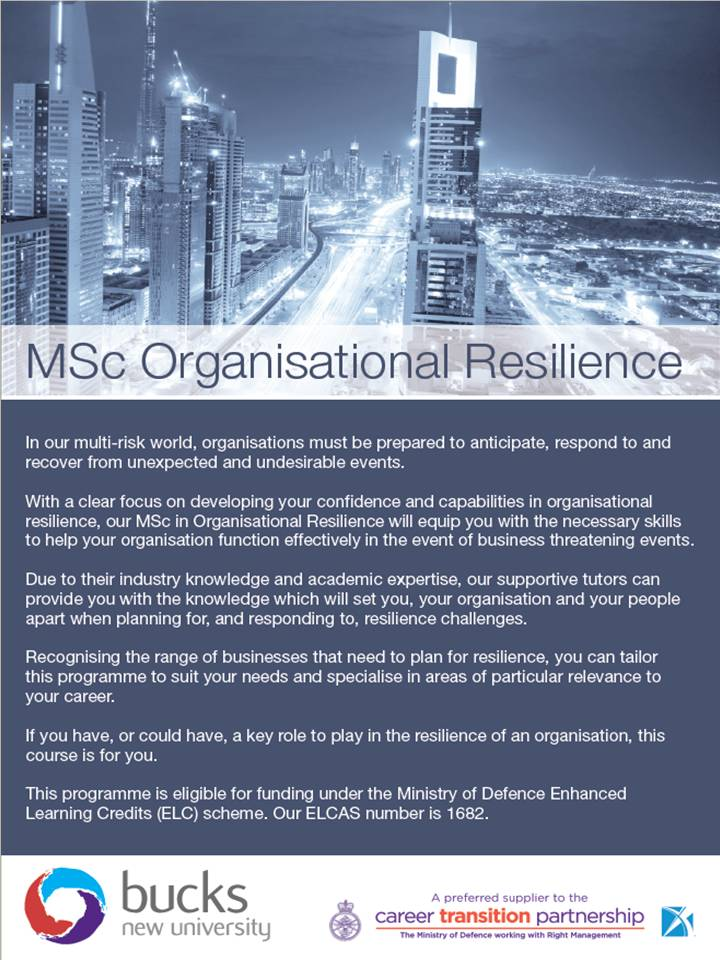 MSc Organisational Resilience
In our multi-risk world, organisations must be prepared to anticipate, respond to and
recover from unexpected and undesirable events.
With a clear focus on developing your confidence and capabilities in organisational
resilience, our MSc in Organisational Resilience will equip you with the necessary skills
to help your organisation function effectively in the event of business threatening events.
Due to their industry knowledge and academic expertise, our supportive tutors can
provide you with the knowledge which will set you, your organisation and your people
apart when planning for, and responding to, resilience challenges.
Recognising the range of businesses that need to plan for resilience, you can tailor
this programme to suit your needs and specialise in areas of particular relevance to
your career.
If you have, or could have, a key role to play in the resilience of an organisation, this
course is for you.
This programme is eligible for funding under the Ministry of Defence Enhanced
Learning Credits (ELC) scheme. Our ELCAS number is 1682.
bucks
new university
A preferred supplier to the
career transition partnership
The Ministry of Defence working with Right Management